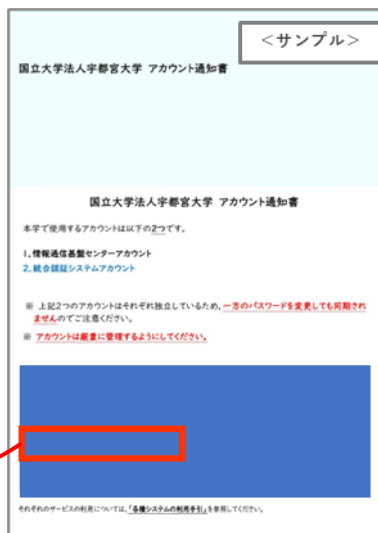 ＜サンプル＞
国立大学法人宇都宮大学 アカウント通知書
国立大学法人宇都宮大学 アカウント通知書
本学で使用するアカウントは以下の2つです。
1. 情報通信基盤センターアカウント
2. 統合認証システムアカウント
※ 上記2つのアカウントはそれぞれ独立しているため、一方のパスワードを変更しても同期され
ませんのでご注意ください。
※ アカウントは厳重に管理するようにしてください。
それぞれのサービスの利用については、「各種システムの利用手引」を参照してください。